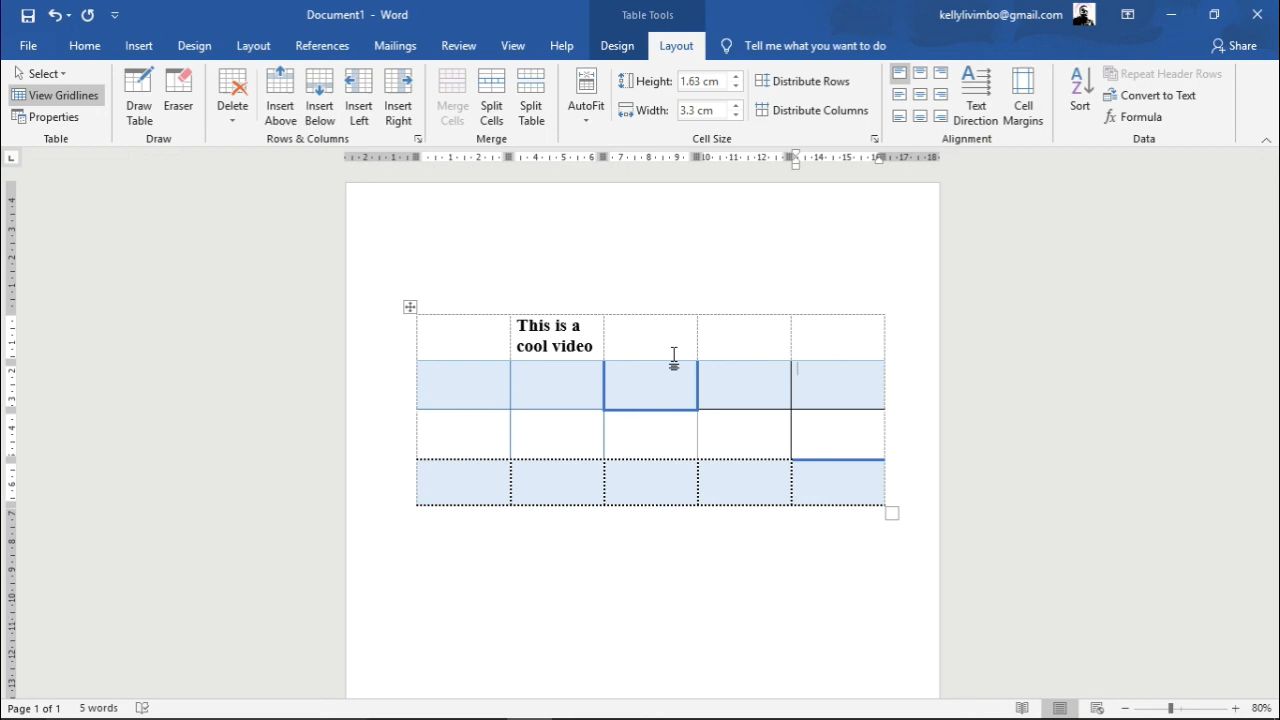 Document1 - Word
Table Tools
kellylivimbo@gmail.com
File Home Insert Design Layout References Mailings Review View Help Design Layout Tell me what you want to do Share
Select
View Gridlines
Properties
Table
Draw Table
Eraser
Draw
Delete
Insert Above
Insert Below
Insert Left
Insert Right
Rows & Columns
Merge Cells
Split Cells
Split Table
Merge
AutoFit
Height: 1.63 cm
Width: 3.3 cm
Distribute Rows
Distribute Columns
Cell Size
Text Direction
Cell Margins
Alignment
Sort
Repeat Header Rows
Convert to Text
Formula
Data
This is a
cool video
Page 1 of 1 5 words 80%